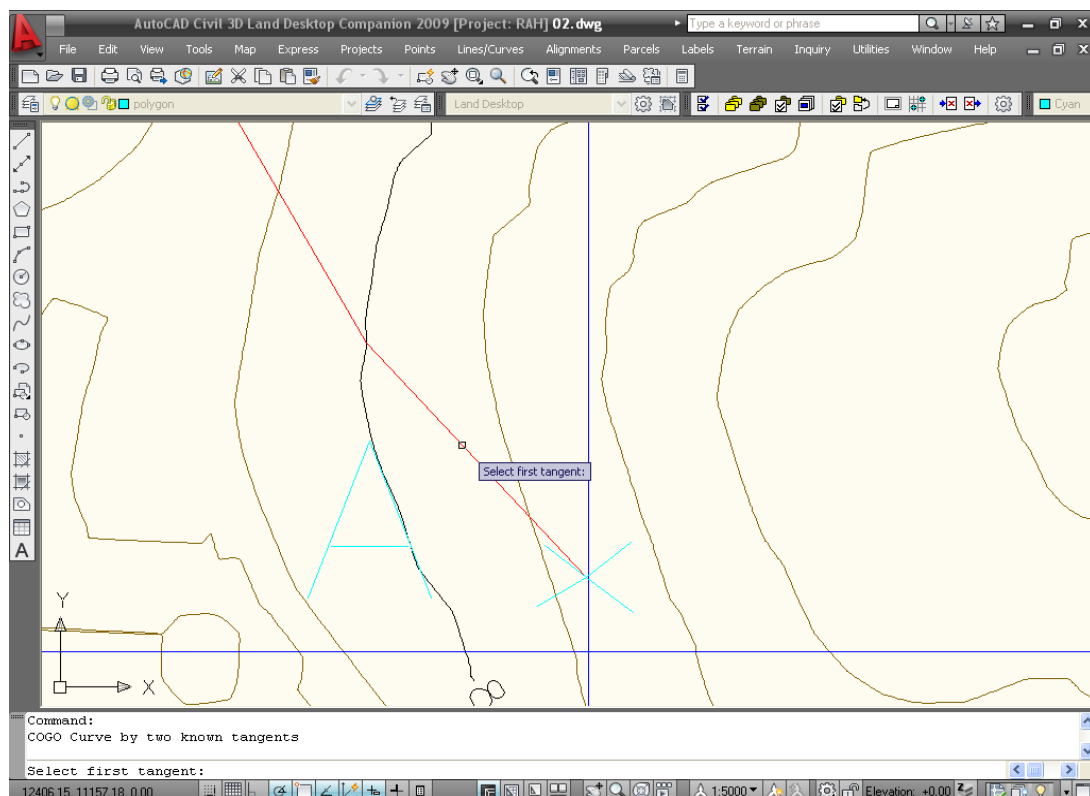 AutoCAD Civil 3D Land Desktop Companion 2009 [Project: RAH] 02.dwg
Type a keyword or phrase
File Edit View Tools Map Express Projects Points Lines/Curves Alignments Parcels Labels Terrain Inquiry Utilities Window Help
polygon
Land Desktop
Cyan
Select first tangent:
A
Y
X
8
Command:
COGO Curve by two known tangents
Select first tangent:
12406.15, 11157.18, 0.00
1:5000
Elevation: +0.00